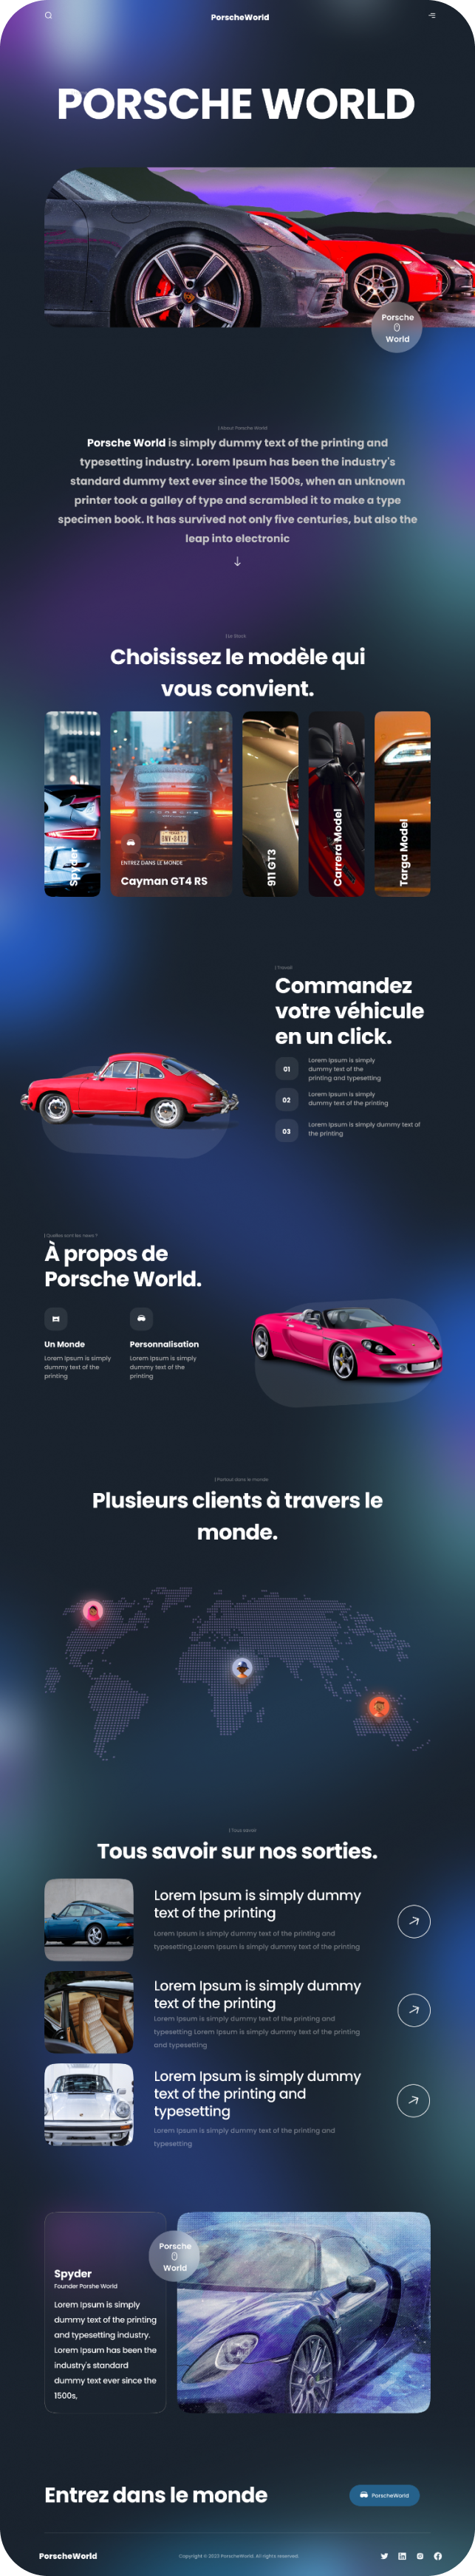 PorscheWorld
PORSCHE WORLD
Porsche
World
| About Porsche World
Porsche World is simply dummy text of the printing and
typesetting industry. Lorem Ipsum has been the industry's
standard dummy text ever since the 1500s, when an unknown
printer took a galley of type and scrambled it to make a type
specimen book. It has survived not only five centuries, but also the
leap into electronic
Choisissez le modèle qui
vous convient.
Spyder
ENTREZ DANS LE MONDE
Cayman GT4 RS
911 GT3
Carrera Model
Targa Model
| Travail
Commandez
votre véhicule
en un click.
01
Lorem Ipsum is simply
dummy text of the
printing and typesetting
02
Lorem Ipsum is simply
dummy text of the printing
03
Lorem Ipsum is simply dummy text of
the printing
À propos de
Porsche World.
Un Monde
Lorem Ipsum is simply
dummy text of the
printing
Personnalisation
Lorem Ipsum is simply
dummy text of the
printing
| Partout dans le monde
Plusieurs clients à travers le
monde.
| Tous savoir
Tous savoir sur nos sorties.
Lorem Ipsum is simply dummy
text of the printing
Lorem Ipsum is simply dummy text of the printing and
typesetting.Lorem Ipsum is simply dummy text of the printing
Lorem Ipsum is simply dummy
text of the printing
Lorem Ipsum is simply dummy text of the printing and
typesetting Lorem Ipsum is simply dummy text of the printing
and typesetting
Lorem Ipsum is simply dummy
text of the printing and
typesetting
Lorem Ipsum is simply dummy text of the printing and
typesetting
Porsche
World
Spyder
Founder Porshe World
Lorem Ipsum is simply
dummy text of the printing
and typesetting industry.
Lorem Ipsum has been the
industry's standard
dummy text ever since the
1500s,
Entrez dans le monde
PorscheWorld
PorscheWorld
Copyright © 2023 PorscheWorld. All rights reserved